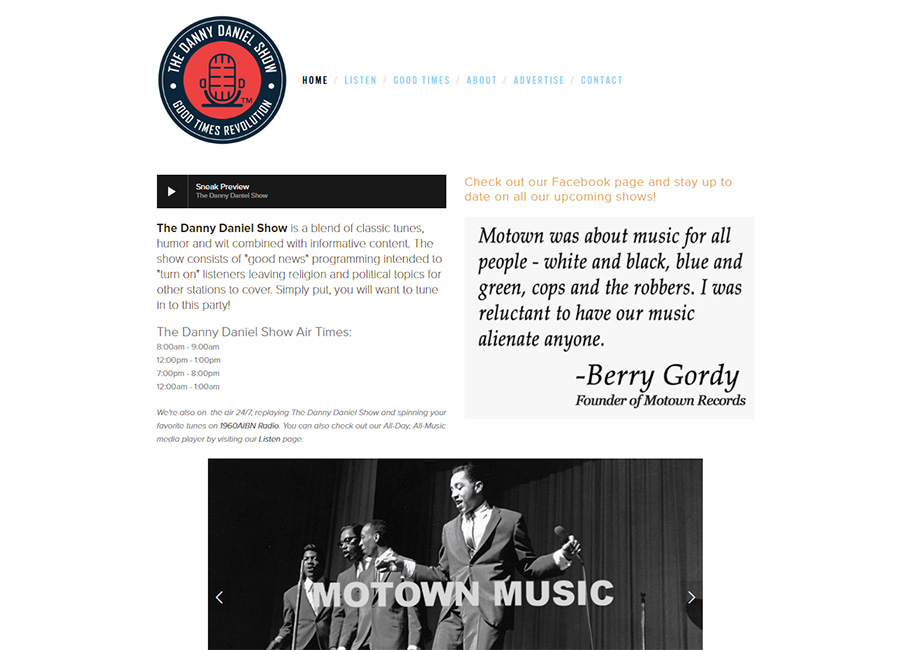 THE DANNY DANIEL SHOW
GOOD TIMES REVOLUTION
TM
HOME / LISTEN / GOOD TIMES / ABOUT / ADVERTISE / CONTACT
Sneak Preview
The Danny Daniel Show
The Danny Daniel Show is a blend of classic tunes,
humor and wit combined with informative content. The
show consists of "good news" programming intended to
"turn on" listeners leaving religion and political topics for
other stations to cover. Simply put, you will want to tune
in to this party!
The Danny Daniel Show Air Times:
8:00am - 9:00am
12:00pm - 1:00pm
7:00pm - 8:00pm
12:00am - 1:00am
We're also on the air 24/7, replaying The Danny Daniel Show and spinning your
favorite tunes on 1960AIBN Radio. You can also check out our All-Day, All-Music
media player by visiting our Listen page.
Check out our Facebook page and stay up to
date on all our upcoming shows!
Motown was about music for all
people - white and black, blue and
green, cops and the robbers. I was
reluctant to have our music
alienate anyone.
-Berry Gordy
Founder of Motown Records
MOTOWN MUSIC